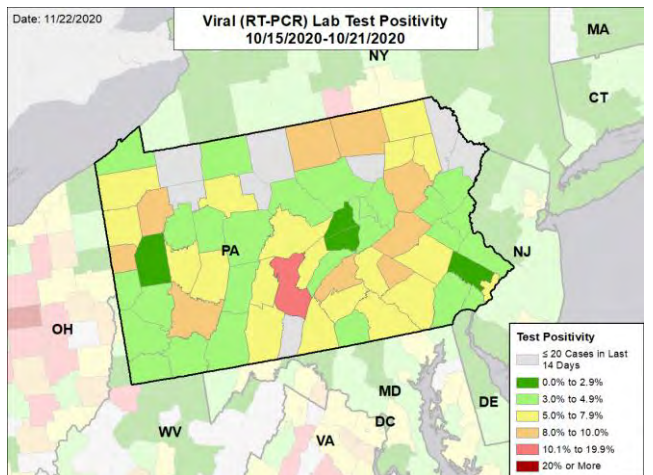 Date: 11/22/2020
Viral (RT-PCR) Lab Test Positivity
10/15/2020-10/21/2020
MA
NY
CT
PA
NJ
OH
MD
DE
WV
DC
VA
Test Positivity
≤ 20 Cases in Last
14 Days
0.0% to 2.9%
3.0% to 4.9%
5.0% to 7.9%
8.0% to 10.0%
10.1% to 19.9%
20% or More